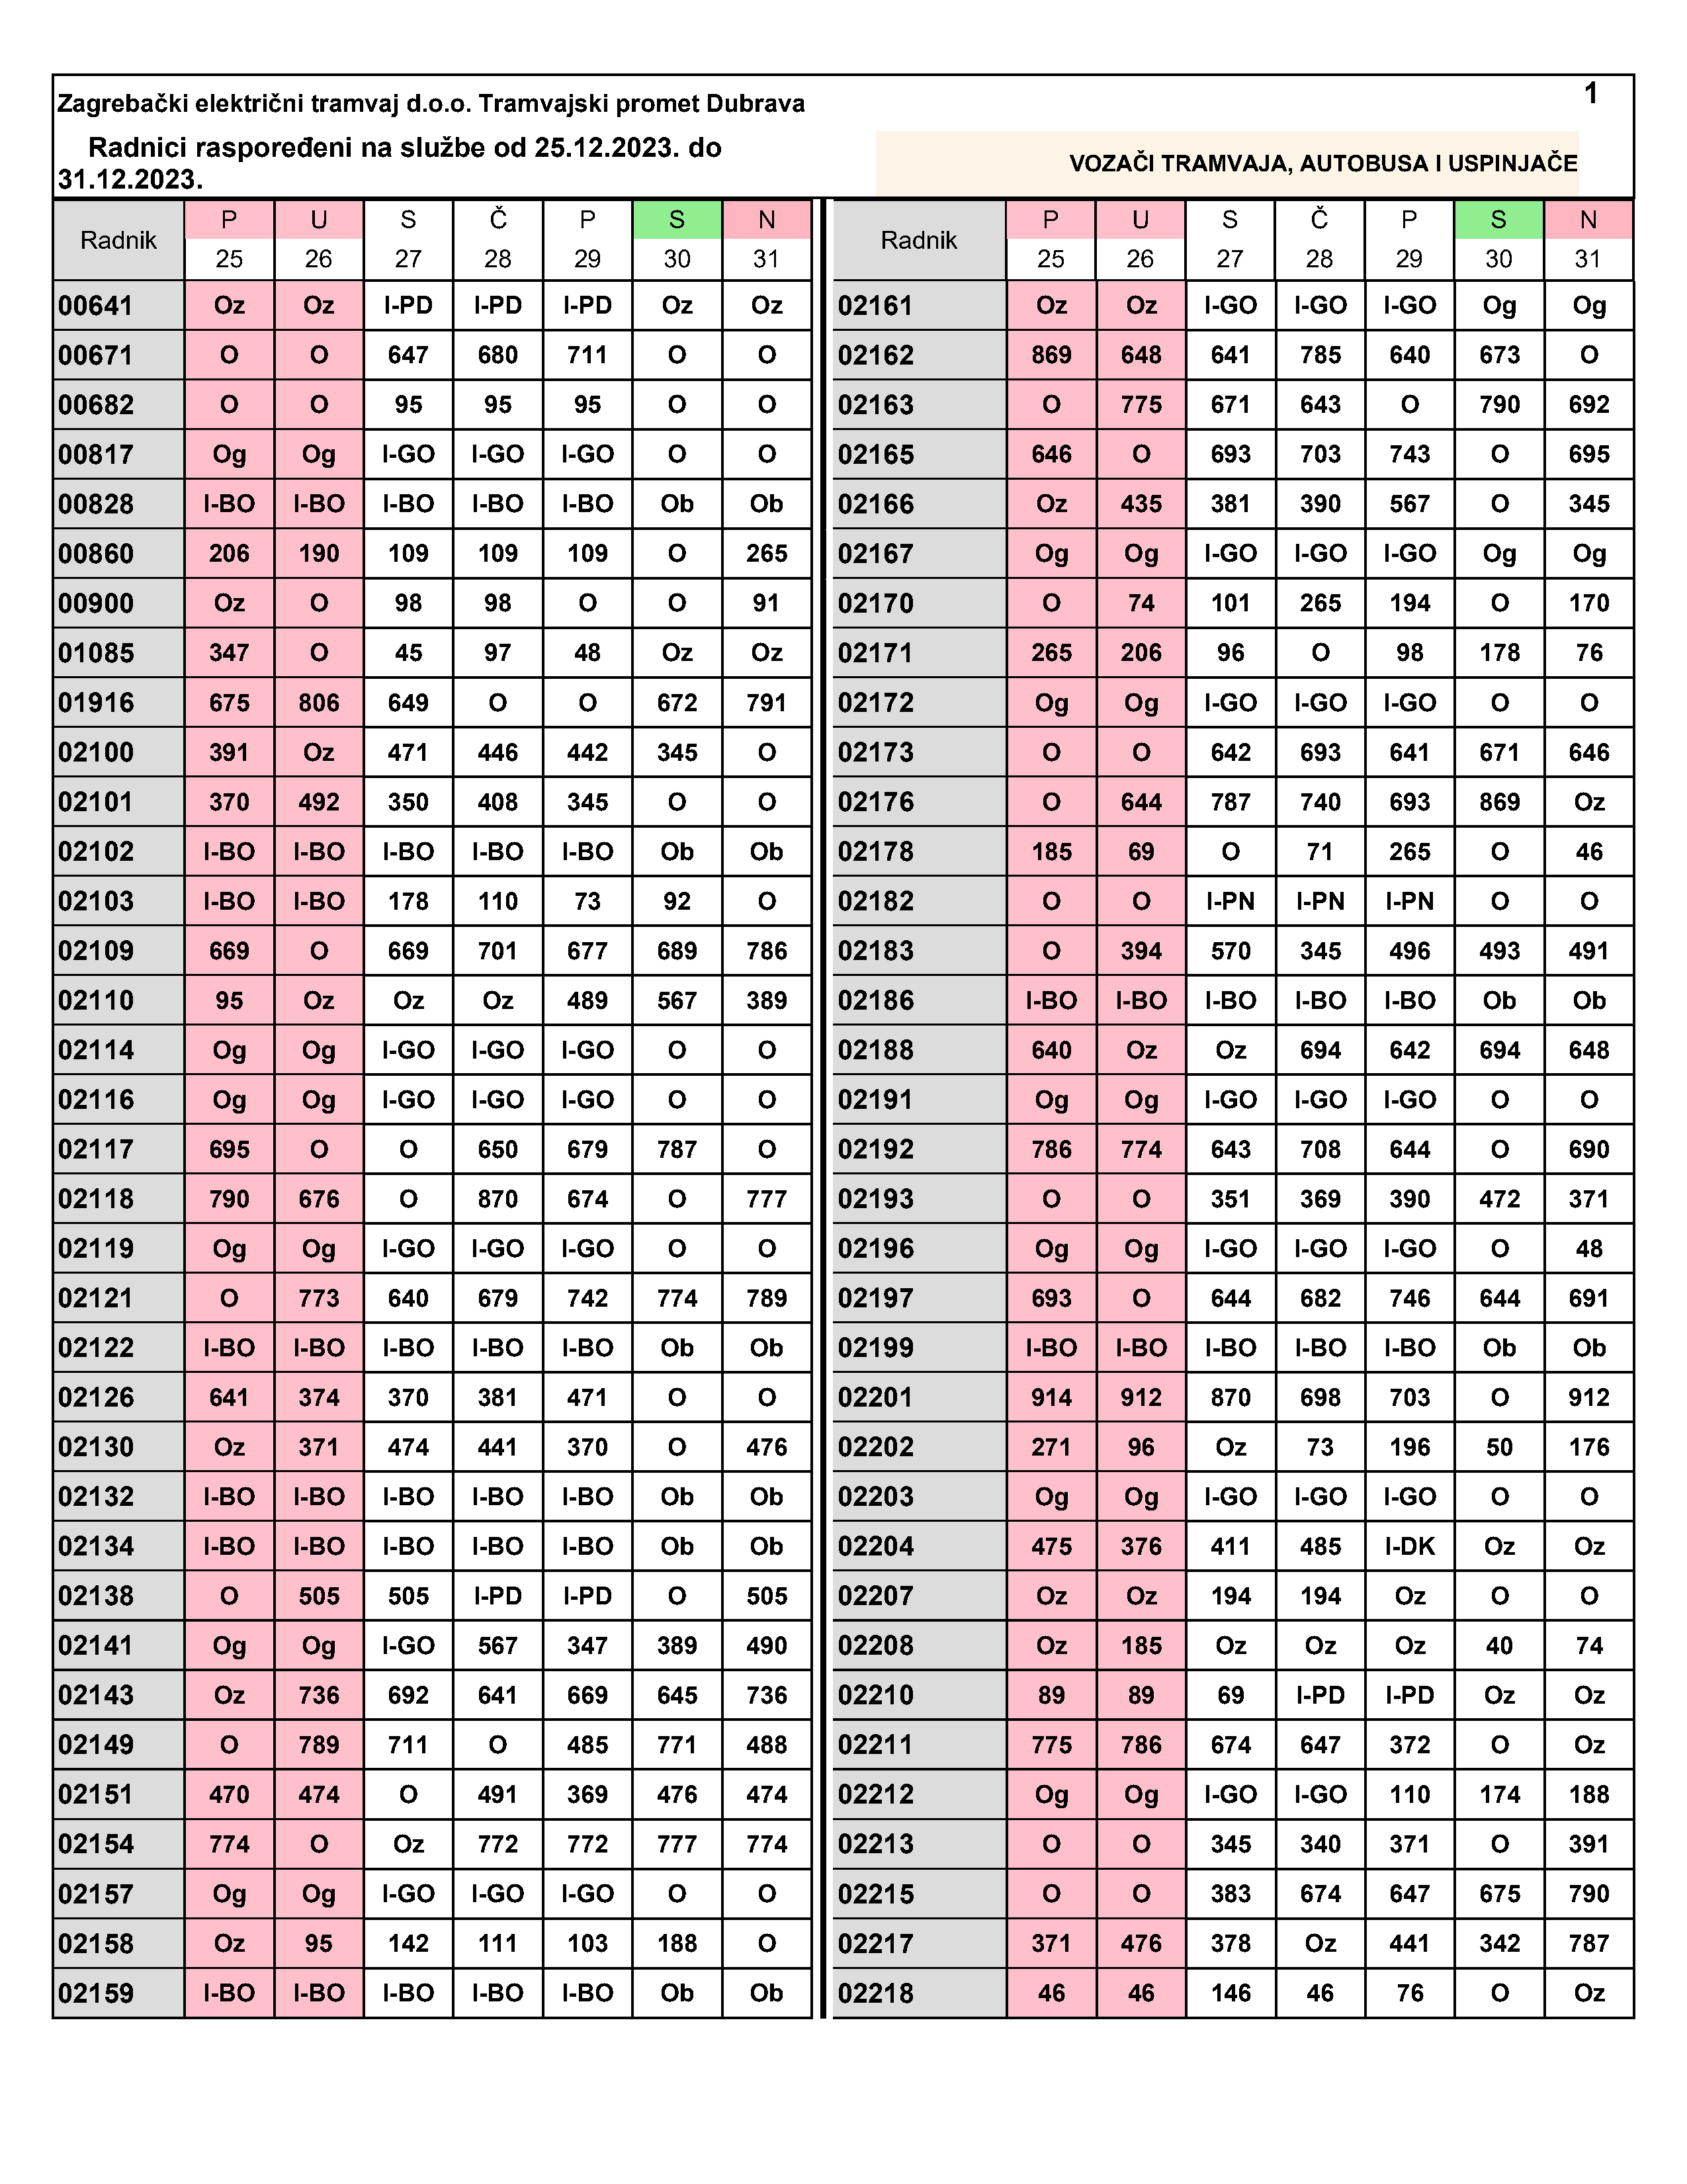 1
Zagrebački električni tramvaj d.o.o. Tramvajski promet Dubrava
Radnici raspoređeni na službe od 25.12.2023. do
31.12.2023.
VOZAČI TRAMVAJA, AUTOBUSA I USPINJAČE
Radnik P U S Č P S N Radnik P U S Č P S N
25 26 27 28 29 30 31 25 26 27 28 29 30 31
00641 Oz Oz I-PD I-PD I-PD Oz Oz 02161 Oz Oz I-GO I-GO I-GO Og Og
00671 O O 647 680 711 O O 02162 869 648 641 785 640 673 O
00682 O O 95 95 95 O O 02163 O 775 671 643 O 790 692
00817 Og Og I-GO I-GO I-GO O O 02165 646 O 693 703 743 O 695
00828 I-BO I-BO I-BO I-BO I-BO Ob Ob 02166 Oz 435 381 390 567 O 345
00860 206 190 109 109 109 O 265 02167 Og Og I-GO I-GO I-GO Og Og
00900 Oz O 98 98 O O 91 02170 O 74 101 265 194 O 170
01085 347 O 45 97 48 Oz Oz 02171 265 206 96 O 98 178 76
01916 675 806 649 O O 672 791 02172 Og Og I-GO I-GO I-GO O O
02100 391 Oz 471 446 442 345 O 02173 O O 642 693 641 671 646
02101 370 492 350 408 345 O O 02176 O 644 787 740 693 869 Oz
02102 I-BO I-BO I-BO I-BO I-BO Ob Ob 02178 185 69 O 71 265 O 46
02103 I-BO I-BO 178 110 73 92 O 02182 O O I-PN I-PN I-PN O O
02109 669 O 669 701 677 689 786 02183 O 394 570 345 496 493 491
02110 95 Oz Oz Oz 489 567 389 02186 I-BO I-BO I-BO I-BO I-BO Ob Ob
02114 Og Og I-GO I-GO I-GO O O 02188 640 Oz Oz 694 642 694 648
02116 Og Og I-GO I-GO I-GO O O 02191 Og Og I-GO I-GO I-GO O O
02117 695 O O 650 679 787 O 02192 786 774 643 708 644 O 690
02118 790 676 O 870 674 O 777 02193 O O 351 369 390 472 371
02119 Og Og I-GO I-GO I-GO O O 02196 Og Og I-GO I-GO I-GO O 48
02121 O 773 640 679 742 774 789 02197 693 O 644 682 746 644 691
02122 I-BO I-BO I-BO I-BO I-BO Ob Ob 02199 I-BO I-BO I-BO I-BO I-BO Ob Ob
02126 641 374 370 381 471 O O 02201 914 912 870 698 703 O 912
02130 Oz 371 474 441 370 O 476 02202 271 96 Oz 73 196 50 176
02132 I-BO I-BO I-BO I-BO I-BO Ob Ob 02203 Og Og I-GO I-GO I-GO O O
02134 I-BO I-BO I-BO I-BO I-BO Ob Ob 02204 475 376 411 485 I-DK Oz Oz
02138 O 505 505 I-PD I-PD O 505 02207 Oz Oz 194 194 Oz O O
02141 Og Og I-GO 567 347 389 490 02208 Oz 185 Oz Oz Oz 40 74
02143 Oz 736 692 641 669 645 736 02210 89 89 69 I-PD I-PD Oz Oz
02149 O 789 711 O 485 771 488 02211 775 786 674 647 372 O Oz
02151 470 474 O 491 369 476 474 02212 Og Og I-GO I-GO 110 174 188
02154 774 O Oz 772 772 777 774 02213 O O 345 340 371 O 391
02157 Og Og I-GO I-GO I-GO O O 02215 O O 383 674 647 675 790
02158 Oz 95 142 111 103 188 O 02217 371 476 378 Oz 441 342 787
02159 I-BO I-BO I-BO I-BO I-BO Ob Ob 02218 46 46 146 46 76 O Oz